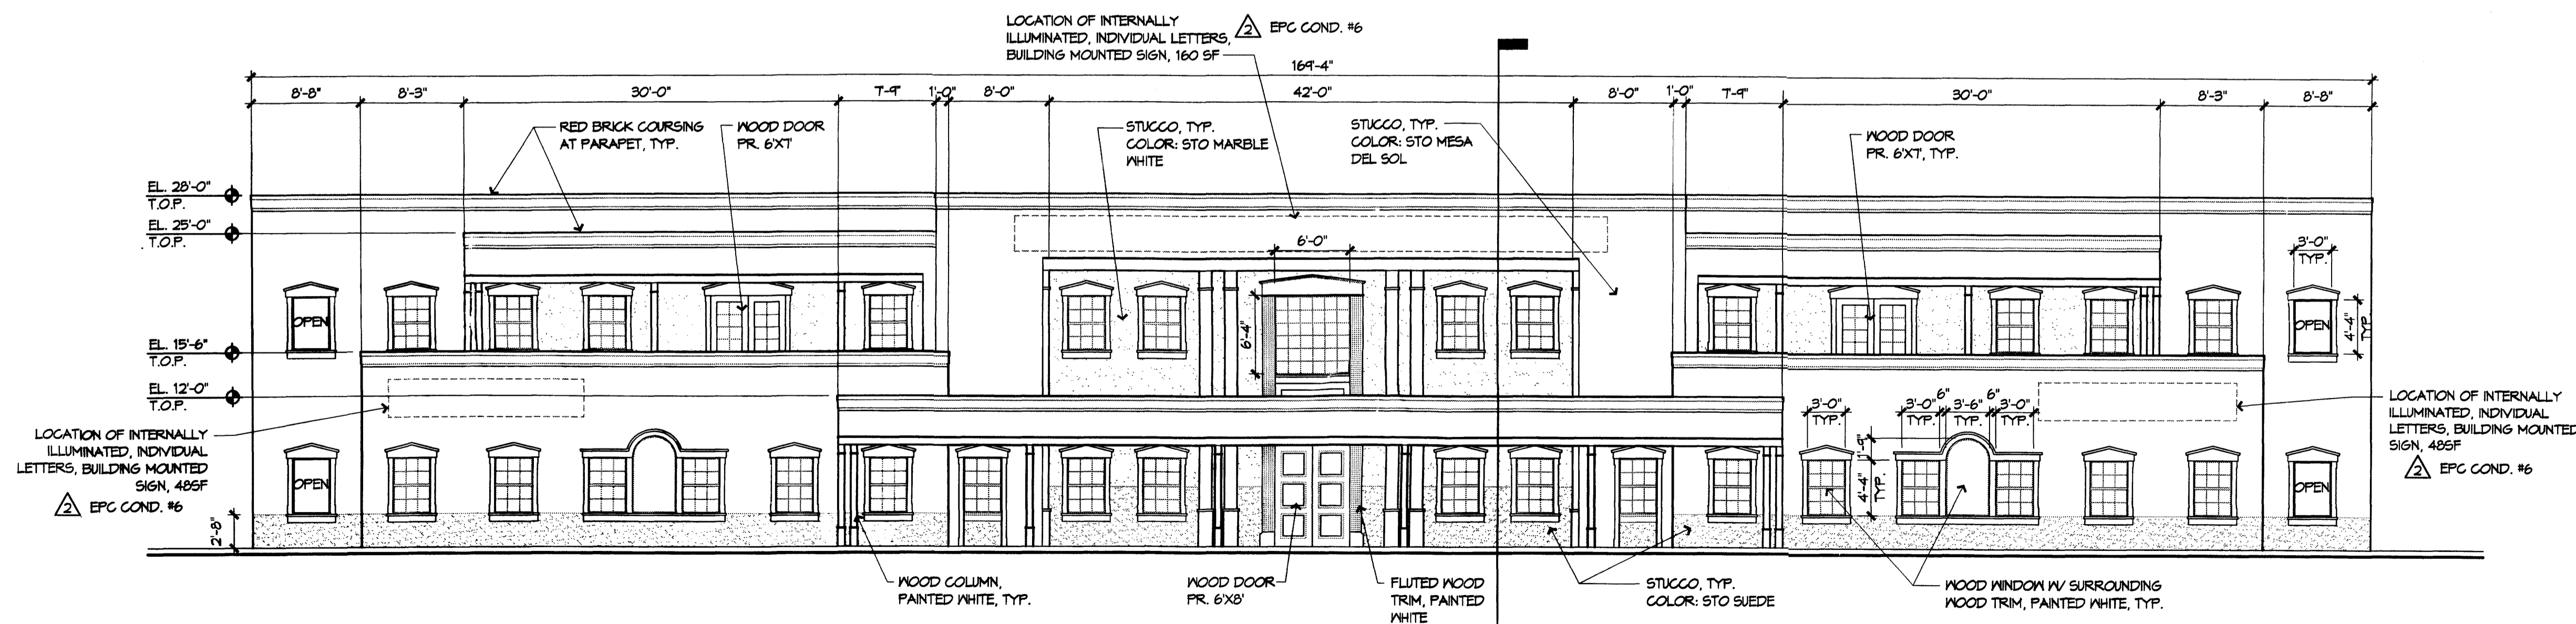 LOCATION OF INTERNALLY
ILLUMINATED, INDIVIDUAL LETTERS,
BUILDING MOUNTED SIGN, 160 SF
2 EPC COND. #6
169'-4"
8'-8" 8'-3" 30'-0" 7'-9" 1'-0" 8'-0" 42'-0" 8'-0" 1'-0" 7'-9" 30'-0" 8'-3" 8'-8"
RED BRICK COURSING
AT PARAPET, TYP.
WOOD DOOR
PR. 6'X7'
STUCCO, TYP.
COLOR: STO MARBLE
WHITE
STUCCO, TYP.
COLOR: STO MESA
DEL SOL
WOOD DOOR
PR. 6'X7', TYP.
EL. 28'-0"
T.O.P.
EL. 25'-0"
T.O.P.
6'-0"
3'-0"
TYP.
OPEN
OPEN
6'-4"
4'-4"
TYP.
EL. 15'-6"
T.O.P.
EL. 12'-0"
T.O.P.
LOCATION OF INTERNALLY
ILLUMINATED, INDIVIDUAL
LETTERS, BUILDING MOUNTED
SIGN, 48SF
2 EPC COND. #6
3'-0"
TYP.
3'-0"
TYP.
6"
3'-6"
TYP.
6"
3'-0"
TYP.
1'-9"
4'-4"
TYP.
LOCATION OF INTERNALLY
ILLUMINATED, INDIVIDUAL
LETTERS, BUILDING MOUNTED
SIGN, 48SF
2 EPC COND. #6
OPEN
OPEN
2'-8"
WOOD COLUMN,
PAINTED WHITE, TYP.
WOOD DOOR
PR. 6'X8'
FLUTED WOOD
TRIM, PAINTED
WHITE
STUCCO, TYP.
COLOR: STO SUEDE
WOOD WINDOW W/ SURROUNDING
WOOD TRIM, PAINTED WHITE, TYP.